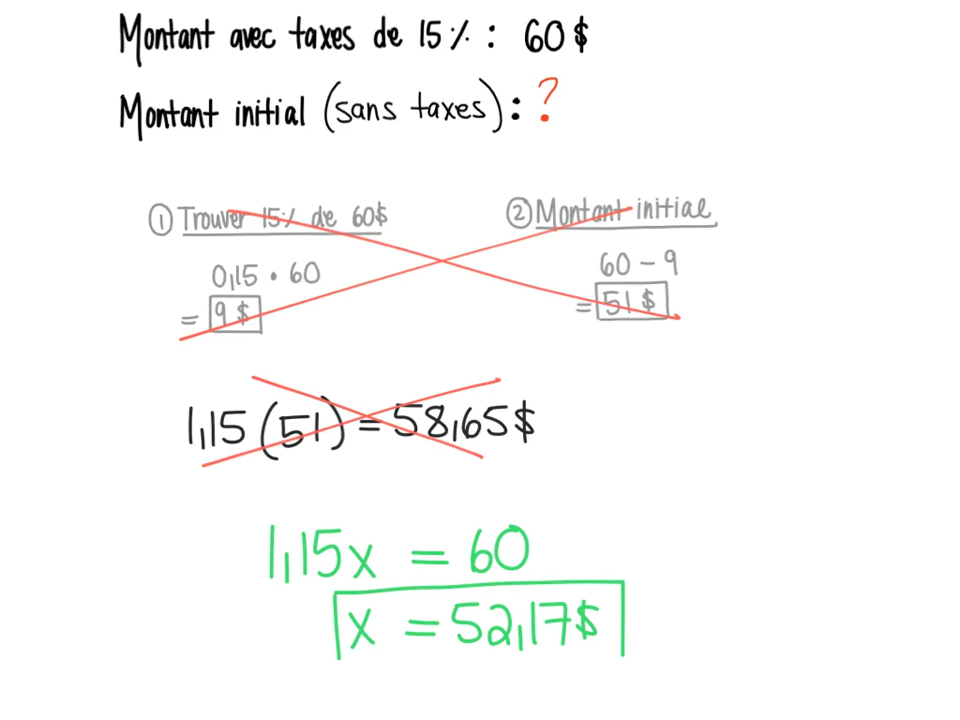 Montant avec taxes de 15% : 60$
Montant initial (sans taxes) : ?
① Trouver 15% de 60$
0,15 • 60
= 9 $
② Montant initial
60 - 9
= 51 $
1,15 (51) = 58,65$
1,15x = 60
x = 52,17$